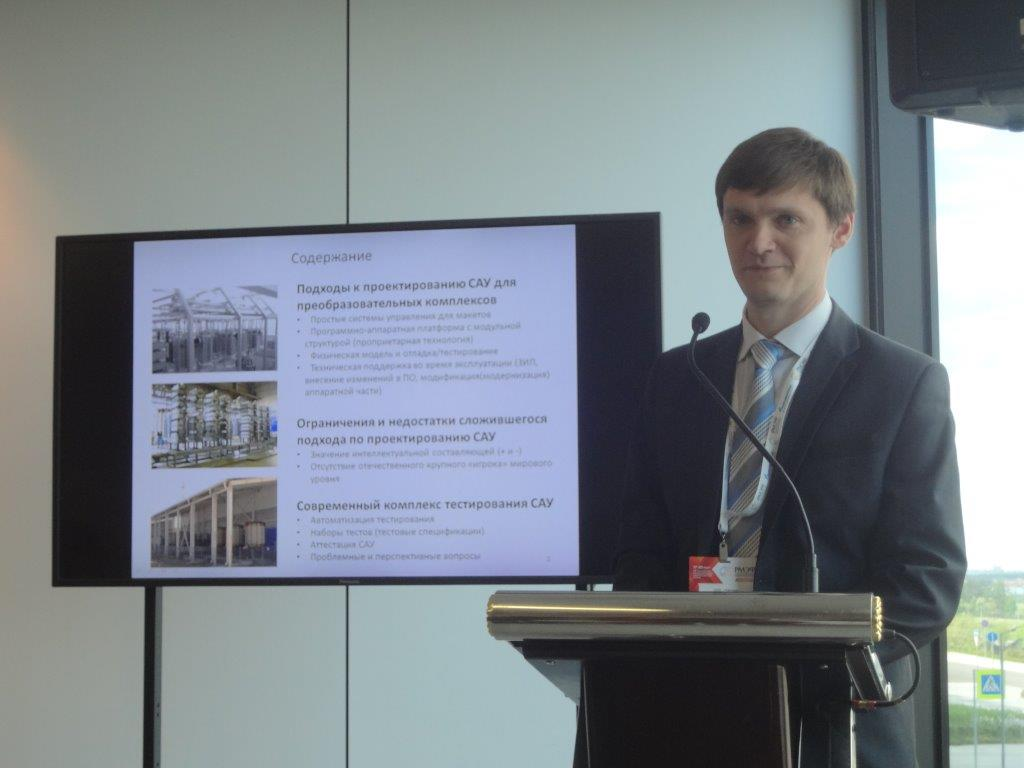 Содержание
Подходы к проектированию САУ для
преобразовательных комплексов
• Простые системы управления для макетов
• Программно-аппаратная платформа с модульной
структурой (проприетарная технология)
• Физическая модель и отладка/тестирование
• Техническая поддержка во время эксплуатации (ЗИП,
внесение изменений в ПО, модификация(модернизация)
аппаратной части)
Ограничения и недостатки сложившегося
подхода по проектированию САУ
• Значение интеллектуальной составляющей (+ и -)
• Отсутствие отечественного крупного «игрока» мирового
уровня
Современный комплекс тестирования САУ
• Автоматизация тестирования
• Наборы тестов (тестовые спецификации)
• Аттестация САУ
• Проблемные и перспективные вопросы
Panasonic